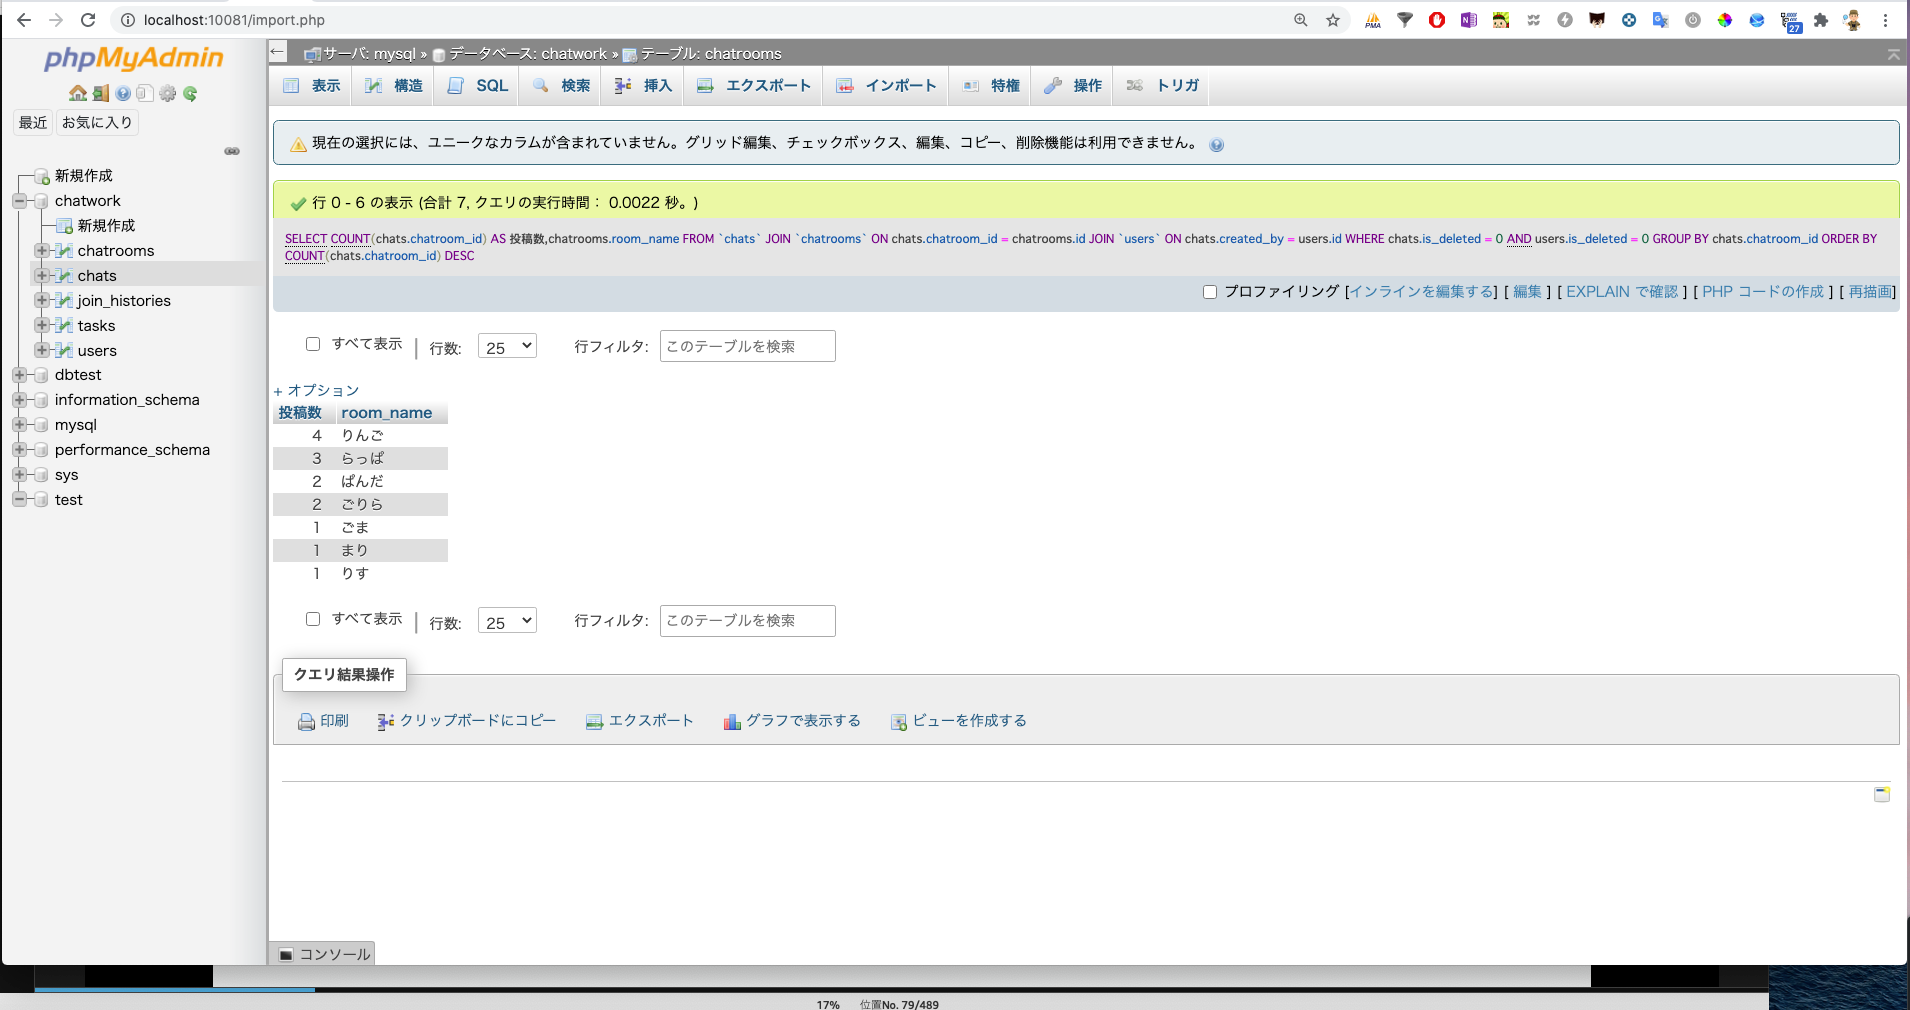 localhost:10081/import.php
27
phpMyAdmin
最近 お気に入り
新規作成
chatwork
新規作成
chatrooms
chats
join_histories
tasks
users
dbtest
information_schema
mysql
performance_schema
sys
test
サーバ: mysql » データベース: chatwork » テーブル: chatrooms
表示 構造 SQL 検索 挿入 エクスポート インポート 特権 操作 トリガ
現在の選択には、ユニークなカラムが含まれていません。グリッド編集、チェックボックス、編集、コピー、削除機能は利用できません。
行 0 - 6 の表示 (合計 7, クエリの実行時間： 0.0022 秒。)
SELECT COUNT(chats.chatroom_id) AS 投稿数,chatrooms.room_name FROM `chats` JOIN `chatrooms` ON chats.chatroom_id = chatrooms.id JOIN `users` ON chats.created_by = users.id WHERE chats.is_deleted = 0 AND users.is_deleted = 0 GROUP BY chats.chatroom_id ORDER BY
COUNT(chats.chatroom_id) DESC
プロファイリング [インラインを編集する] [ 編集 ] [ EXPLAIN で確認 ] [ PHP コードの作成 ] [ 再描画]
すべて表示 | 行数: 25 行フィルタ: このテーブルを検索
+ オプション
投稿数 room_name
4 りんご
3 らっぱ
2 ぱんだ
2 ごりら
1 ごま
1 まり
1 りす
すべて表示 | 行数: 25 行フィルタ: このテーブルを検索
クエリ結果操作
印刷 クリップボードにコピー エクスポート グラフで表示する ビューを作成する
コンソール
17% 位置No. 79/489